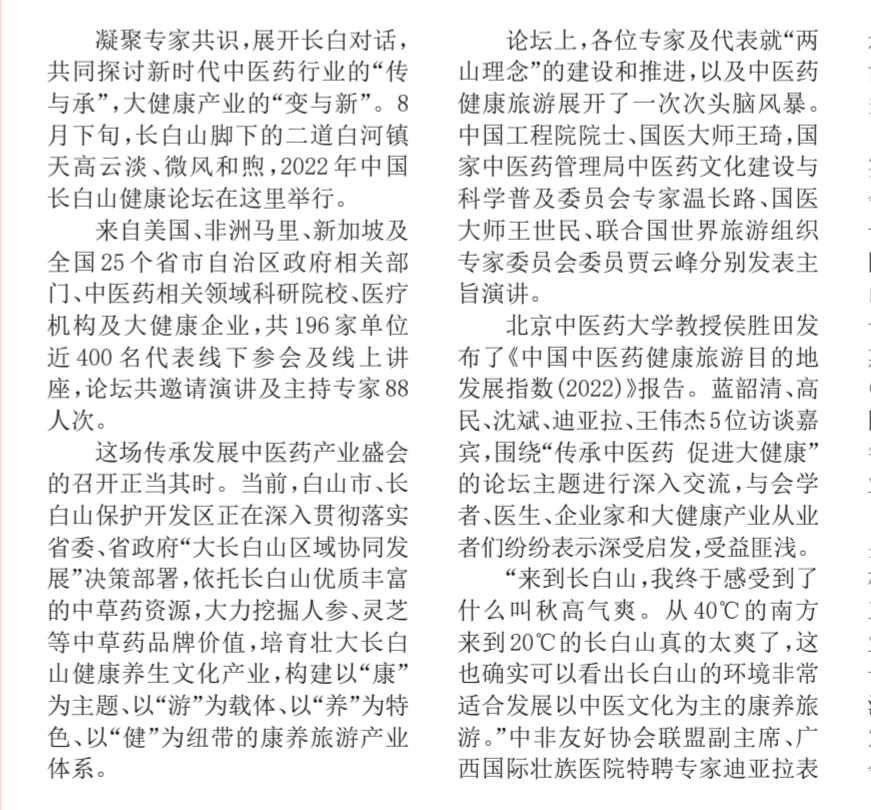 凝聚专家共识，展开长白对话，
共同探讨新时代中医药行业的“传
与承”，大健康产业的“变与新”。8
月下旬，长白山脚下的二道白河镇
天高云淡、微风和煦，2022年中国
长白山健康论坛在这里举行。
来自美国、非洲马里、新加坡及
全国25个省市自治区政府相关部
门、中医药相关领域科研院校、医疗
机构及大健康企业，共196家单位
近400名代表线下参会及线上讲
座，论坛共邀请演讲及主持专家88
人次。
这场传承发展中医药产业盛会
的召开正当其时。当前，白山市、长
白山保护开发区正在深入贯彻落实
省委、省政府“大长白山区域协同发
展”决策部署，依托长白山优质丰富
的中草药资源，大力挖掘人参、灵芝
等中草药品牌价值，培育壮大长白
山健康养生文化产业，构建以“康”
为主题、以“游”为载体、以“养”为特
色、以“健”为纽带的康养旅游产业
体系。
论坛上，各位专家及代表就“两
山理念”的建设和推进，以及中医药
健康旅游展开了一次次头脑风暴。
中国工程院院士、国医大师王琦，国
家中医药管理局中医药文化建设与
科学普及委员会专家温长路、国医
大师王世民、联合国世界旅游组织
专家委员会委员贾云峰分别发表主
旨演讲。
北京中医药大学教授侯胜田发
布了《中国中医药健康旅游目的地
发展指数（2022）》报告。蓝韶清、高
民、沈斌、迪亚拉、王伟杰5位访谈嘉
宾，围绕“传承中医药 促进大健康”
的论坛主题进行深入交流，与会学
者、医生、企业家和大健康产业从业
者们纷纷表示深受启发，受益匪浅。
“来到长白山，我终于感受到了
什么叫秋高气爽。从40℃的南方
来到20℃的长白山真的太爽了，这
也确实可以看出长白山的环境非常
适合发展以中医文化为主的康养旅
游。”中非友好协会联盟副主席、广
西国际壮族医院特聘专家迪亚拉表